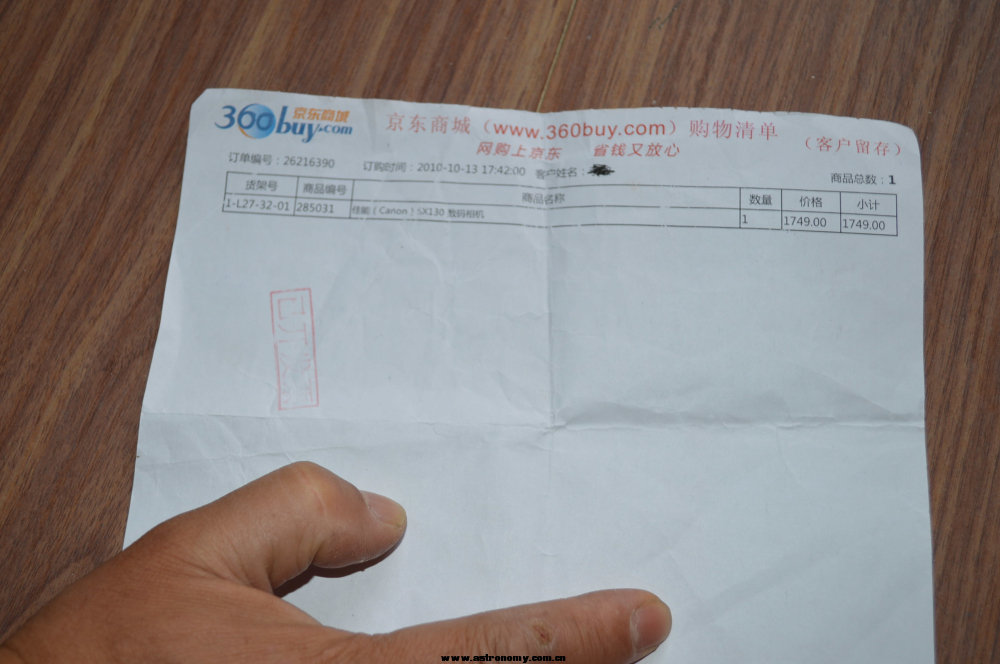 360buy.com 京东商城
京东商城（www.360buy.com）购物清单 （客户留存）
网购上京东 省钱又放心
订单编号：26216390 订购时间：2010-10-13 17:42:00 客户姓名： 商品总数：1
货架号 商品编号 商品名称 数量 价格 小计
1-L27-32-01 285031 佳能（Canon）SX130 数码相机 1 1749.00 1749.00
www.astronomy.com.cn